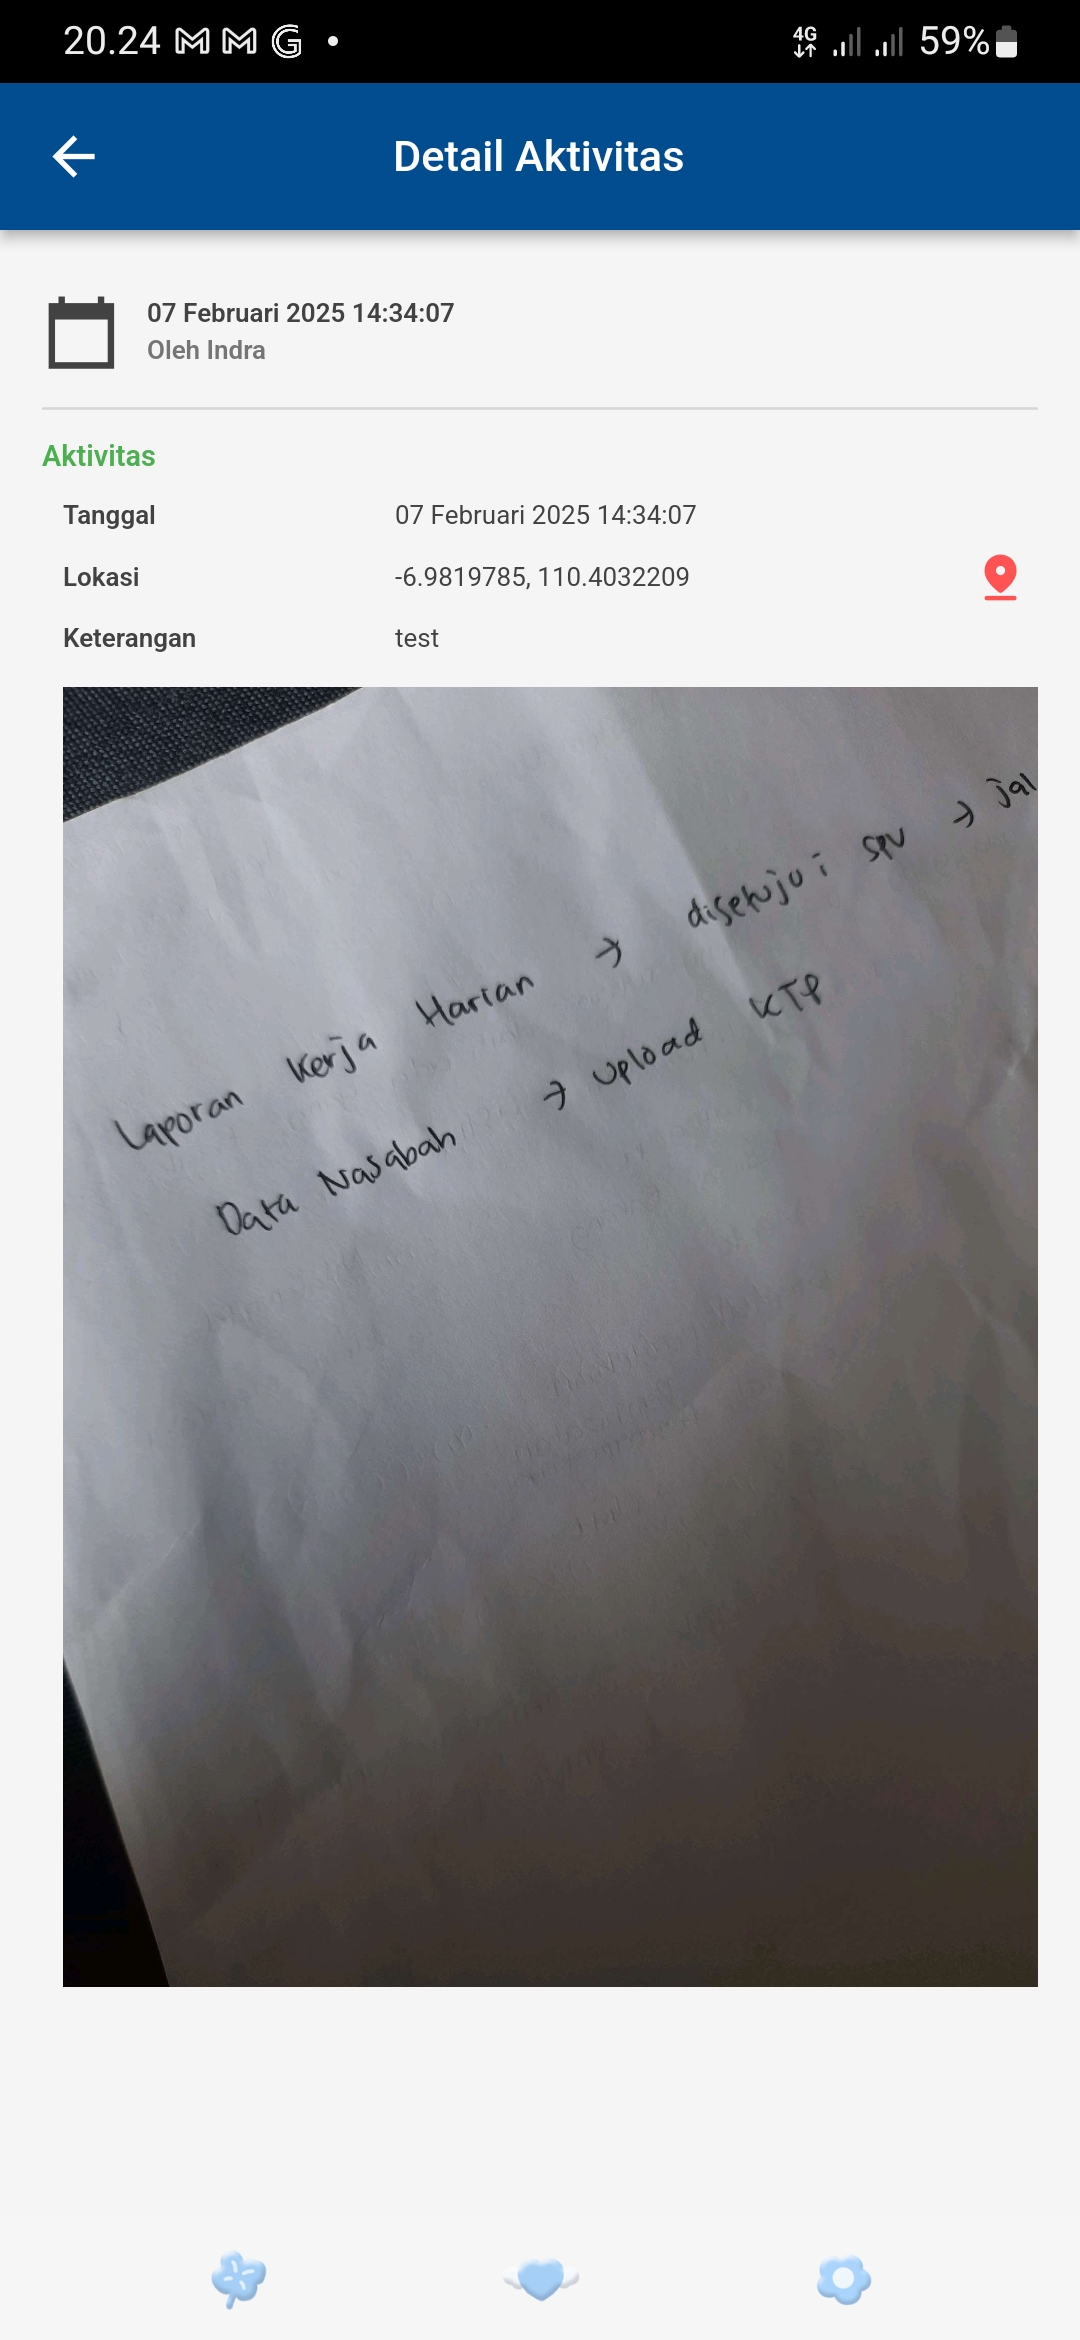 20.24 4G 59%
Detail Aktivitas
07 Februari 2025 14:34:07
Oleh Indra
Aktivitas
Tanggal 07 Februari 2025 14:34:07
Lokasi -6.9819785, 110.4032209
Keterangan test
Laporan Kerja Harian → disetujui spv → jal
Data Nasabah → upload KTP